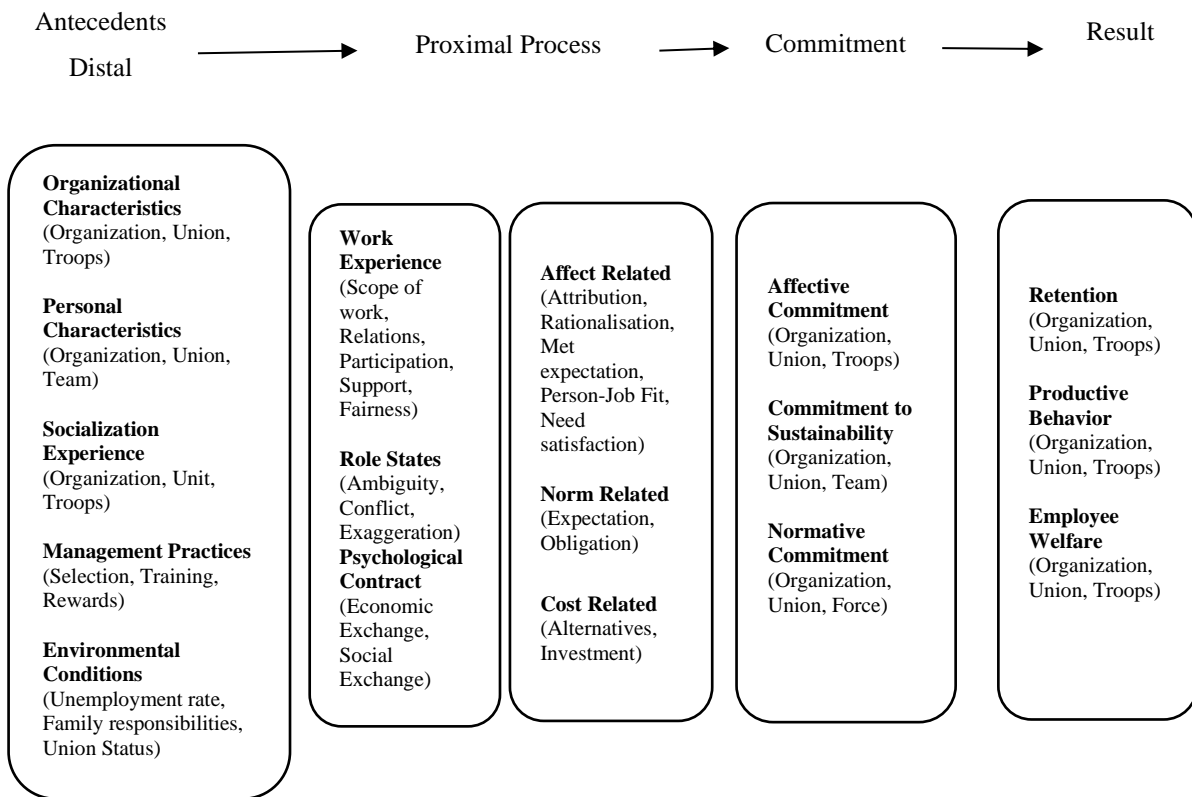 Antecedents
Distal
Proximal Process
Commitment
Result
Organizational
Characteristics
(Organization, Union,
Troops)
Personal
Characteristics
(Organization, Union,
Team)
Socialization
Experience
(Organization, Unit,
Troops)
Management Practices
(Selection, Training,
Rewards)
Environmental
Conditions
(Unemployment rate,
Family responsibilities,
Union Status)
Work
Experience
(Scope of
work,
Relations,
Participation,
Support,
Fairness)
Role States
(Ambiguity,
Conflict,
Exaggeration)
Psychological
Contract
(Economic
Exchange,
Social
Exchange)
Affect Related
(Attribution,
Rationalisation,
Met
expectation,
Person-Job Fit,
Need
satisfaction)
Norm Related
(Expectation,
Obligation)
Cost Related
(Alternatives,
Investment)
Affective
Commitment
(Organization,
Union, Troops)
Commitment to
Sustainability
(Organization,
Union, Team)
Normative
Commitment
(Organization,
Union, Force)
Retention
(Organization,
Union, Troops)
Productive
Behavior
(Organization,
Union, Troops)
Employee
Welfare
(Organization,
Union, Troops)